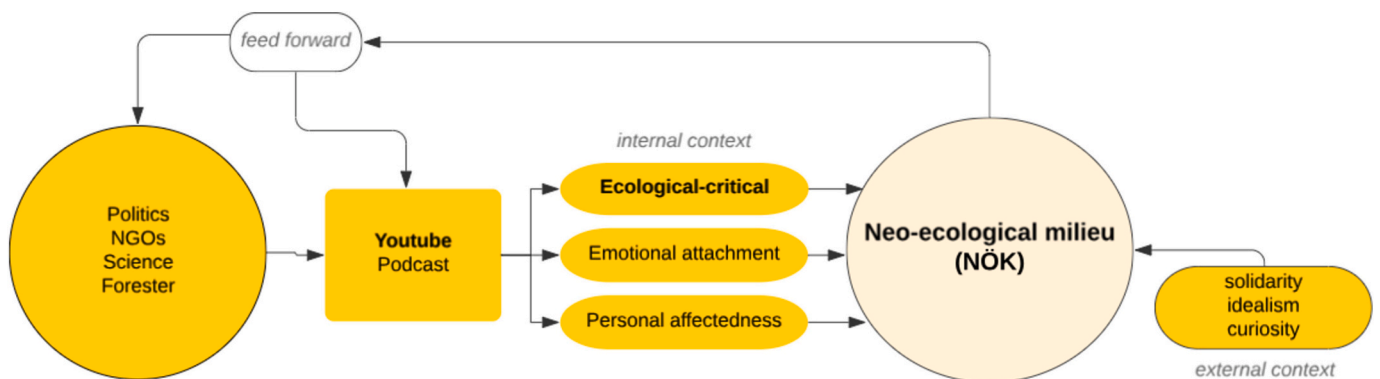 feed forward
internal context
Politics
NGOs
Science
Forester
Youtube
Podcast
Ecological-critical
Emotional attachment
Personal affectedness
Neo-ecological milieu
(NÖK)
solidarity
idealism
curiosity
external context